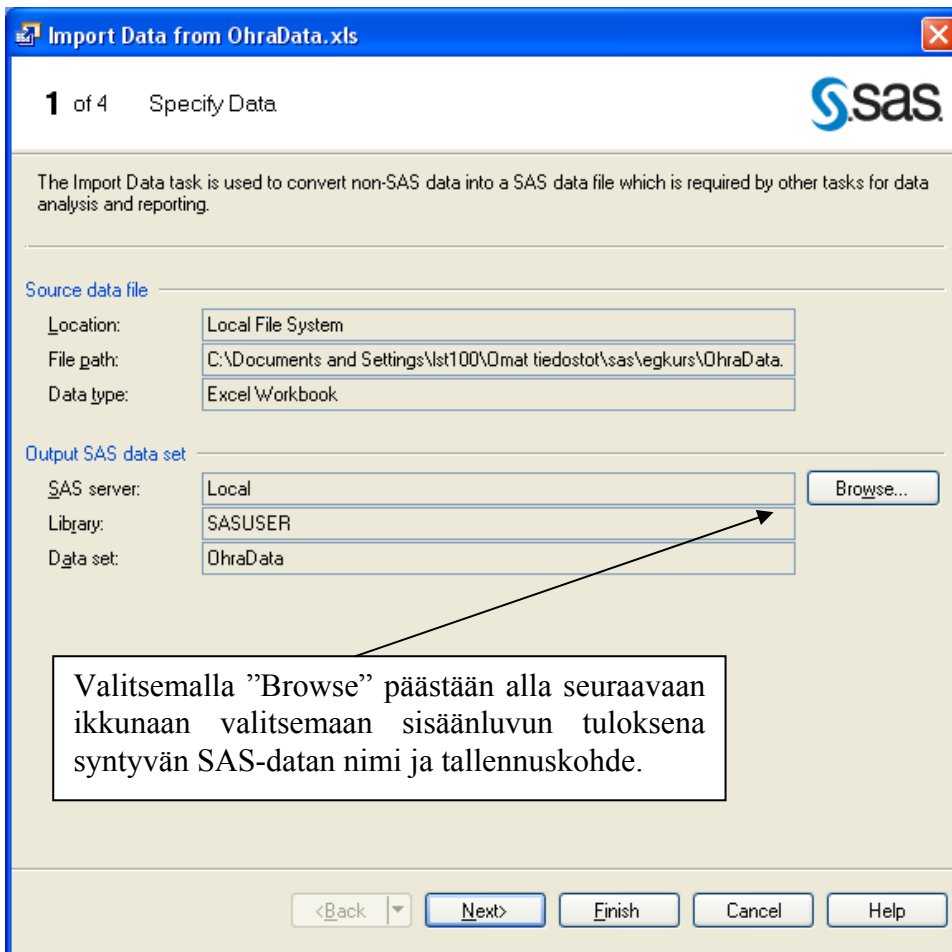 Import Data from OhraData.xls
1 of 4 Specify Data
sas
The Import Data task is used to convert non-SAS data into a SAS data file which is required by other tasks for data
analysis and reporting.
Source data file
Location: Local File System
File path: C:\Documents and Settings\lst100\Omat tiedostot\sas\egkurs\OhraData.
Data type: Excel Workbook
Output SAS data set
SAS server: Local Browse...
Library: SASUSER
Data set: OhraData
Valitsemalla ”Browse” päästään alla seuraavaan
ikkunaan valitsemaan sisäänluvun tuloksena
syntyvän SAS-datan nimi ja tallennuskohde.
<Back Next> Finish Cancel Help